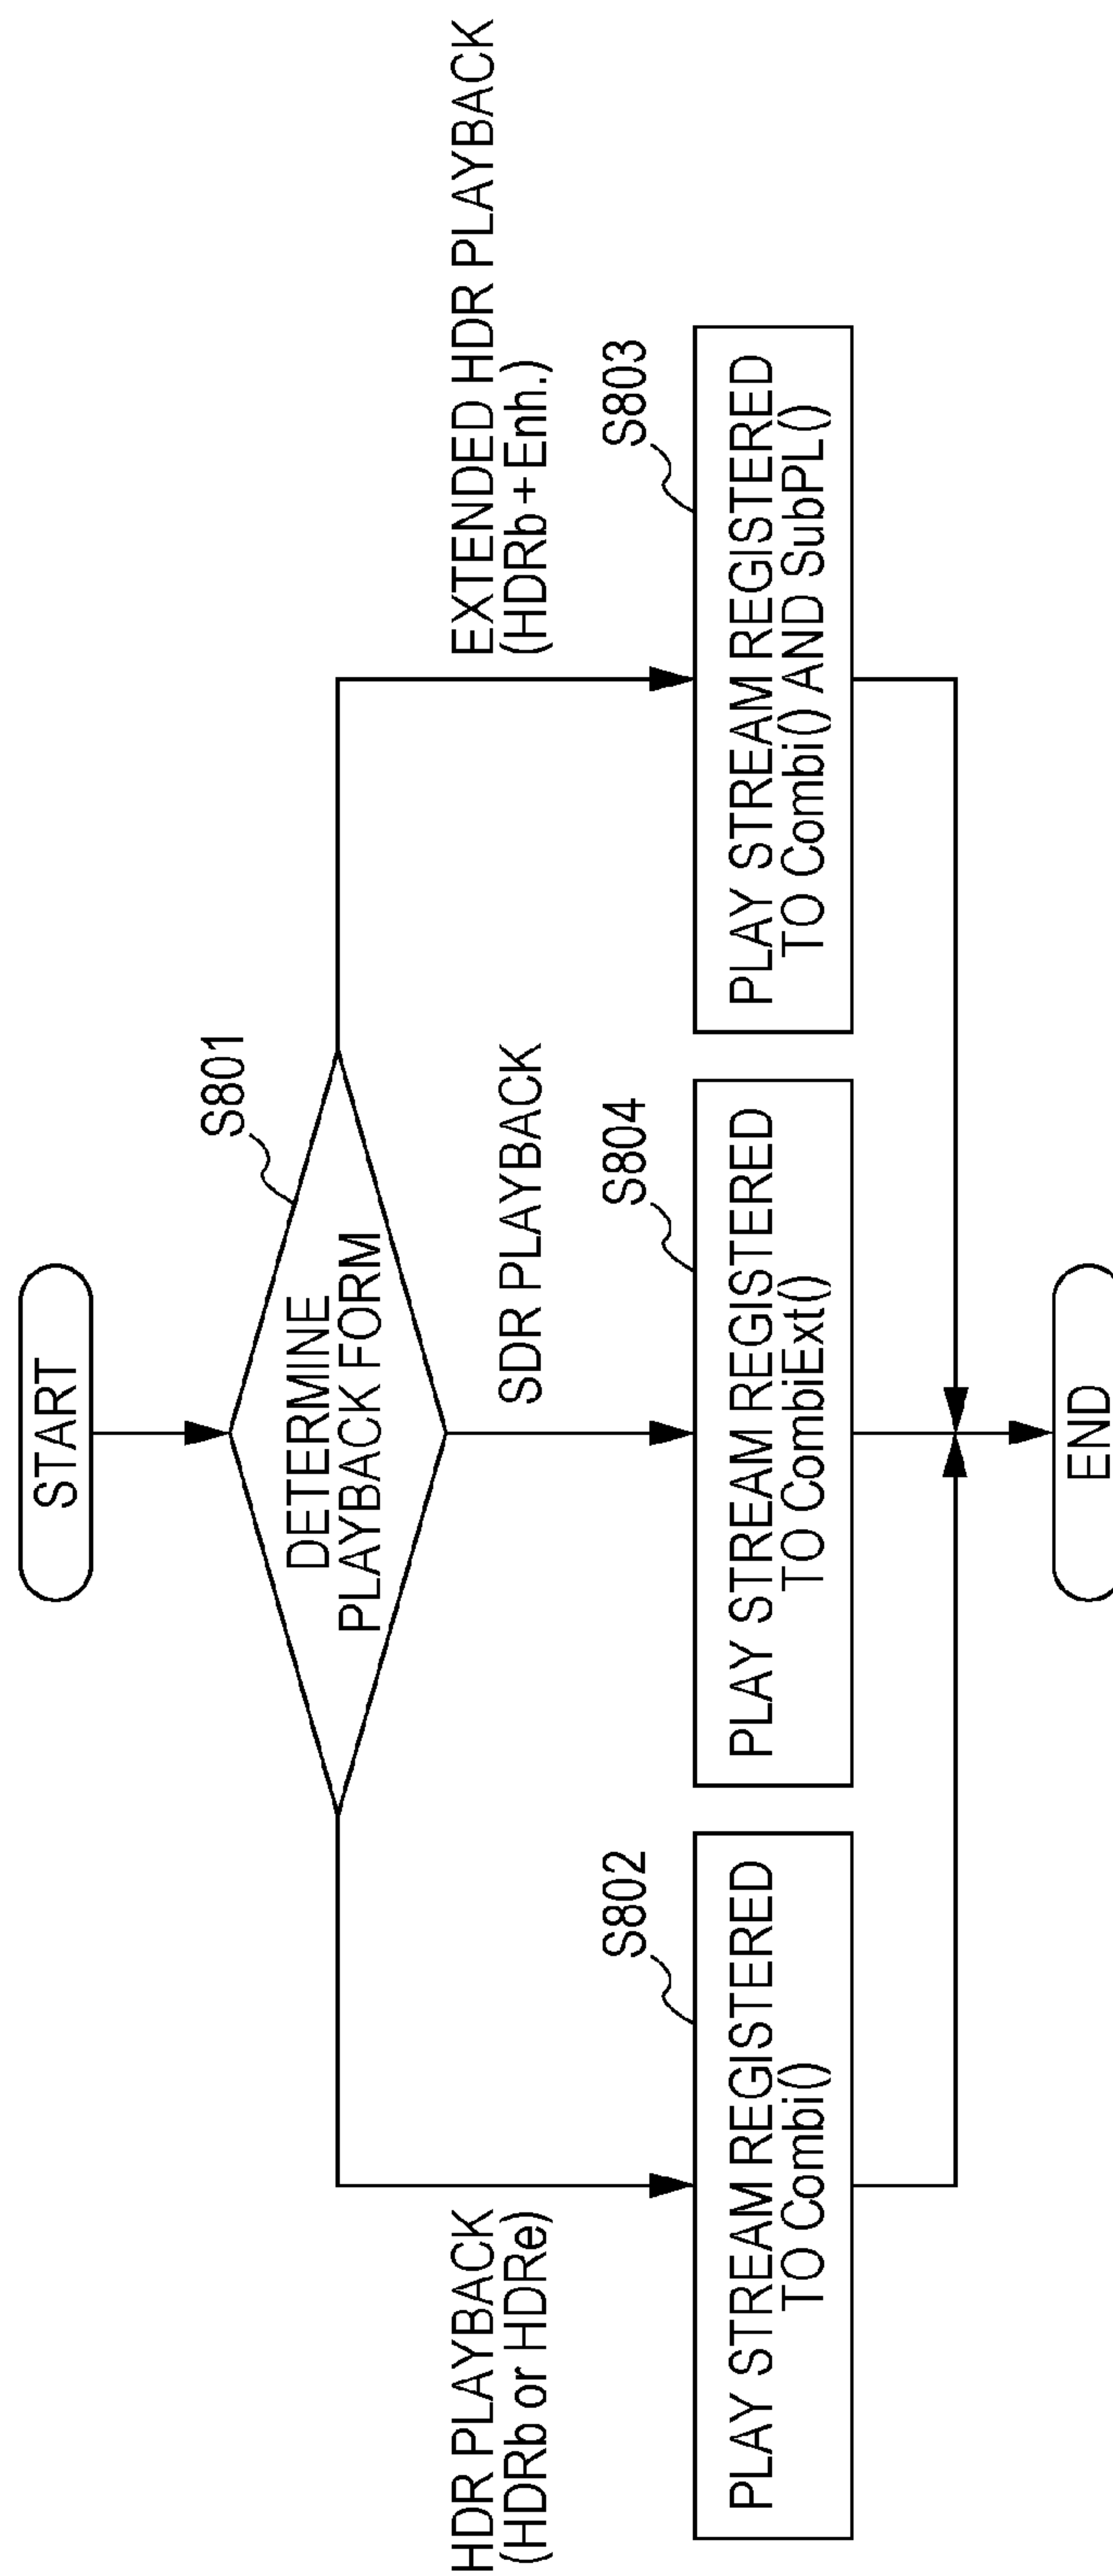 START
S801
DETERMINE
PLAYBACK FORM
HDR PLAYBACK
(HDRb or HDRe)
SDR PLAYBACK
EXTENDED HDR PLAYBACK
(HDRb+Enh.)
S802
PLAY STREAM REGISTERED
TO Combi()
S804
PLAY STREAM REGISTERED
TO CombiExt()
S803
PLAY STREAM REGISTERED
TO Combi() AND SubPL()
END